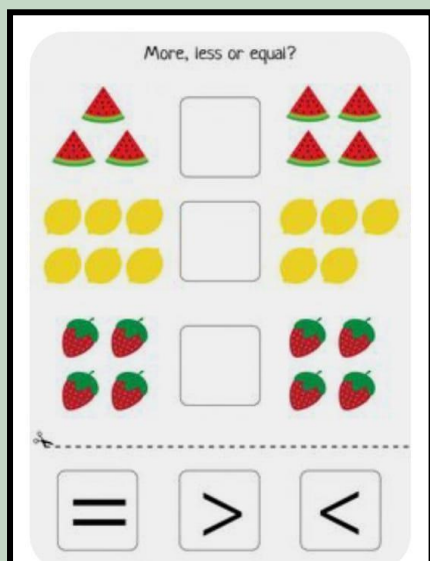 More, less or equal?
= > <